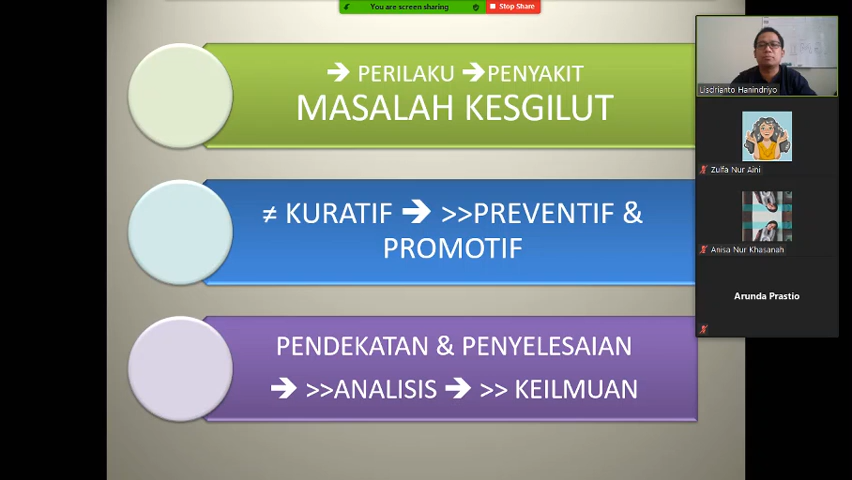 You are screen sharing
Stop Share
➔ PERILAKU ➔PENYAKIT
MASALAH KESGILUT
≠ KURATIF ➔ >>PREVENTIF &
PROMOTIF
PENDEKATAN & PENYELESAIAN
➔ >>ANALISIS ➔ >> KEILMUAN
Lisdrianto Hanindriyo
Zulfa Nur Aini
Anisa Nur Khasanah
Arunda Prastio